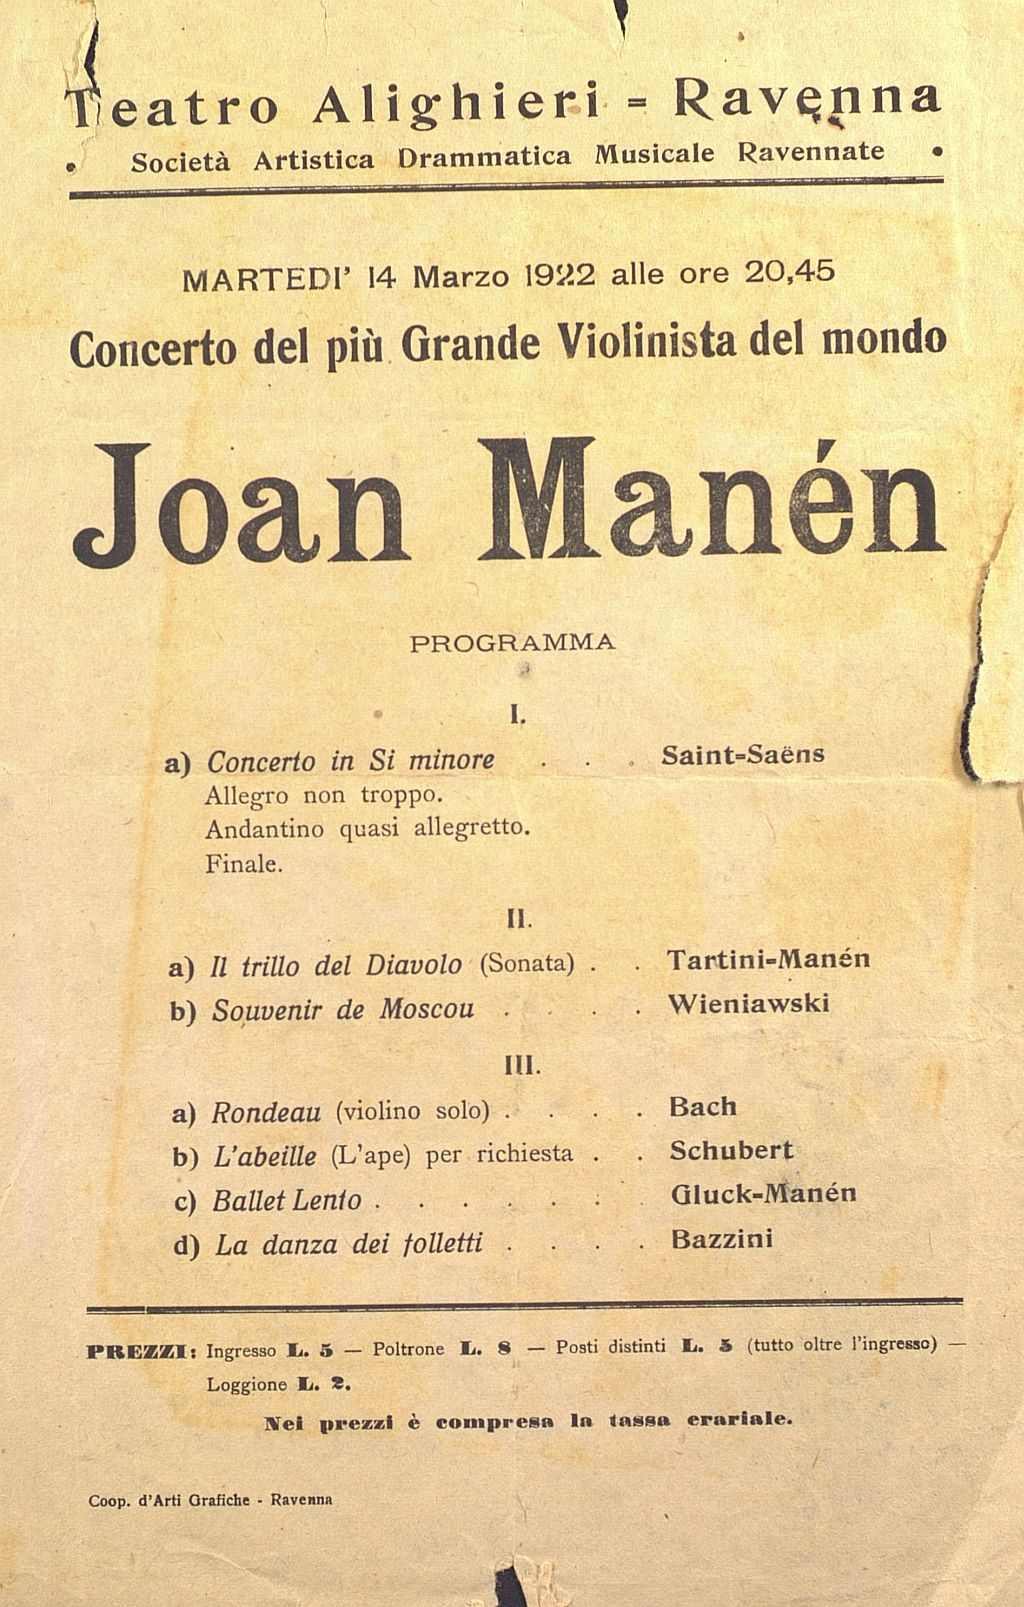 Teatro Alighieri = Ravenna
• Società Artistica Drammatica Musicale Ravennate •
MARTEDI' 14 Marzo 1922 alle ore 20,45
Concerto del più Grande Violinista del mondo
Joan Manén
PROGRAMMA
I.
a) Concerto in Si minore . . . Saint=Saëns
Allegro non troppo.
Andantino quasi allegretto.
Finale.
II.
a) Il trillo del Diavolo (Sonata) . . Tartini=Manén
b) Souvenir de Moscou . . . . Wieniawski
III.
a) Rondeau (violino solo) . . . . Bach
b) L'abeille (L'ape) per richiesta . . Schubert
c) Ballet Lento . . . . . . . Gluck=Manén
d) La danza dei folletti . . . . Bazzini
PREZZI: Ingresso L. 5 — Poltrone L. 8 — Posti distinti L. 5 (tutto oltre l'ingresso) —
Loggione L. 2.
Nei prezzi è compresa la tassa erariale.
Coop. d'Arti Grafiche - Ravenna